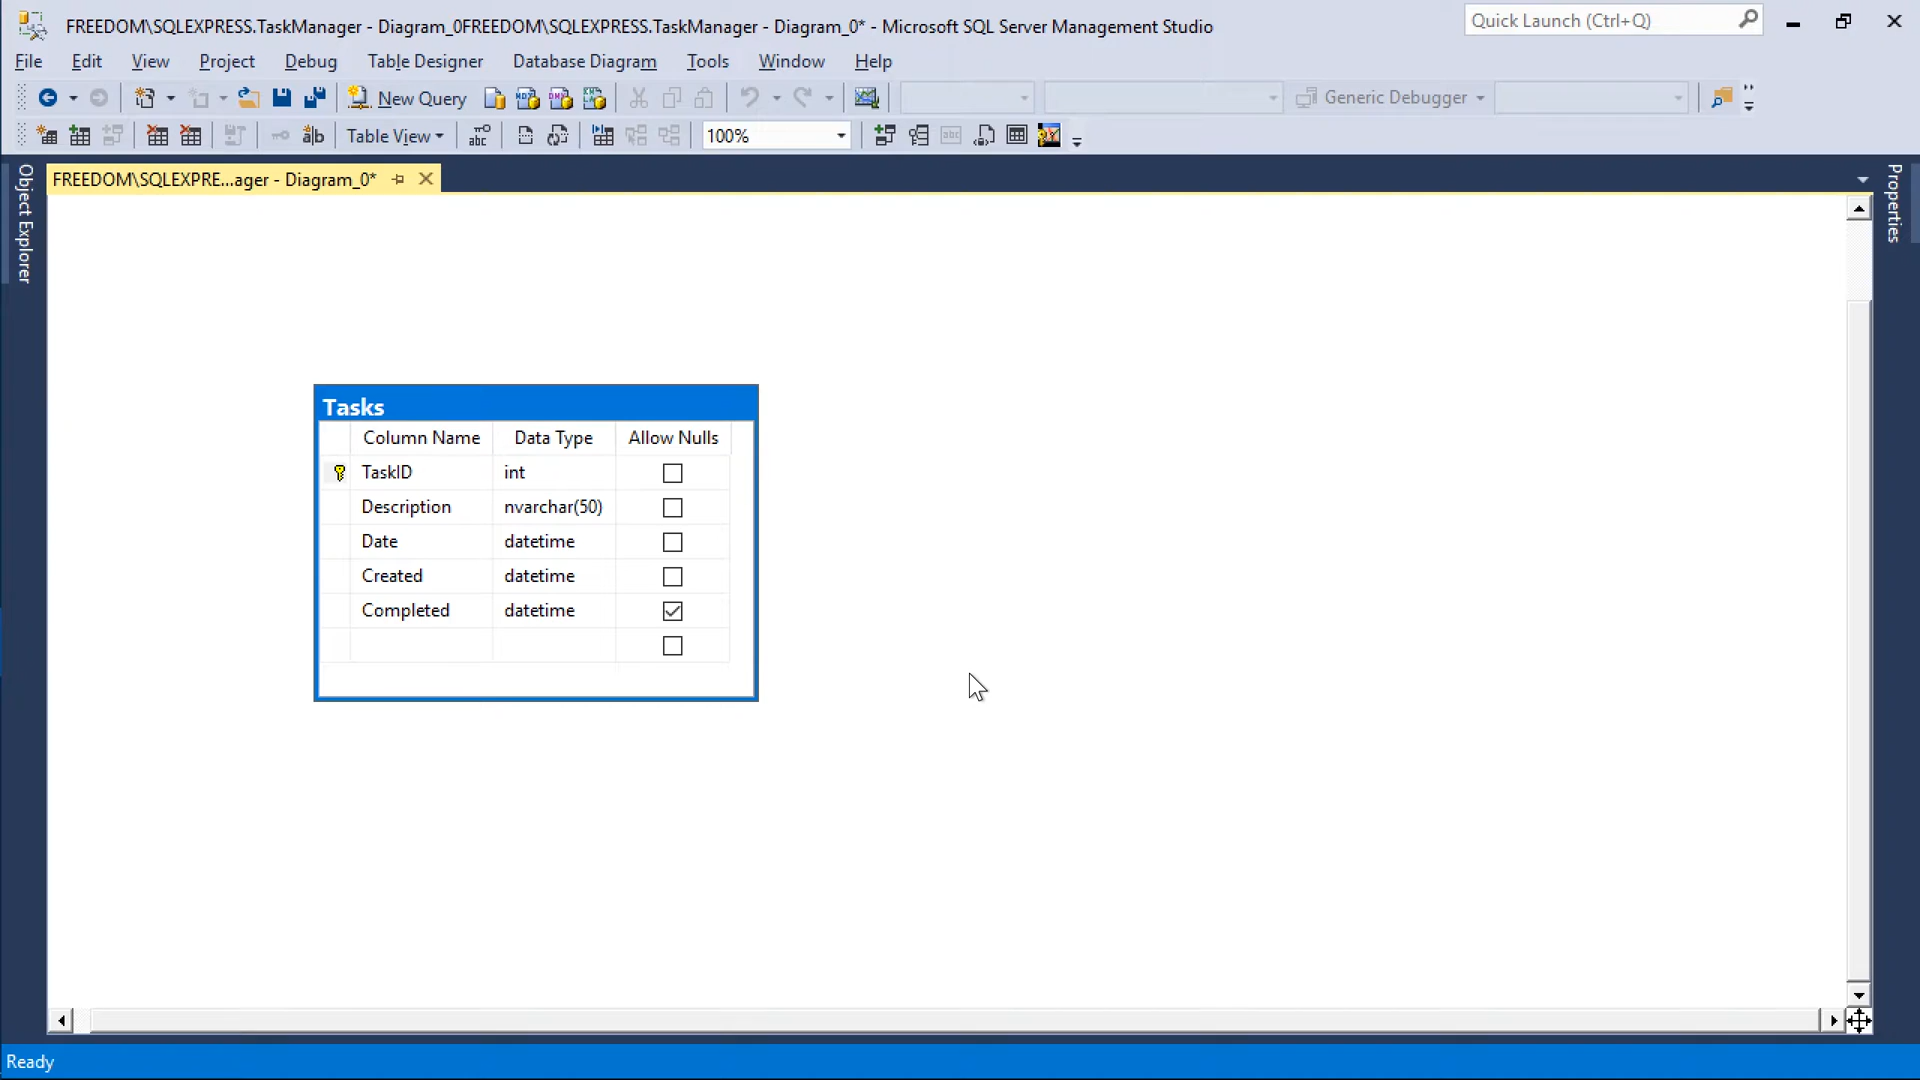 FREEDOM\SQLEXPRESS.TaskManager - Diagram_0FREEDOM\SQLEXPRESS.TaskManager - Diagram_0* - Microsoft SQL Server Management Studio
Quick Launch (Ctrl+Q)
File Edit View Project Debug Table Designer Database Diagram Tools Window Help
New Query
Generic Debugger
Table View
100%
Object Explorer
FREEDOM\SQLEXPRE...ager - Diagram_0*
Properties
Tasks
Column Name Data Type Allow Nulls
TaskID int
Description nvarchar(50)
Date datetime
Created datetime
Completed datetime
Ready